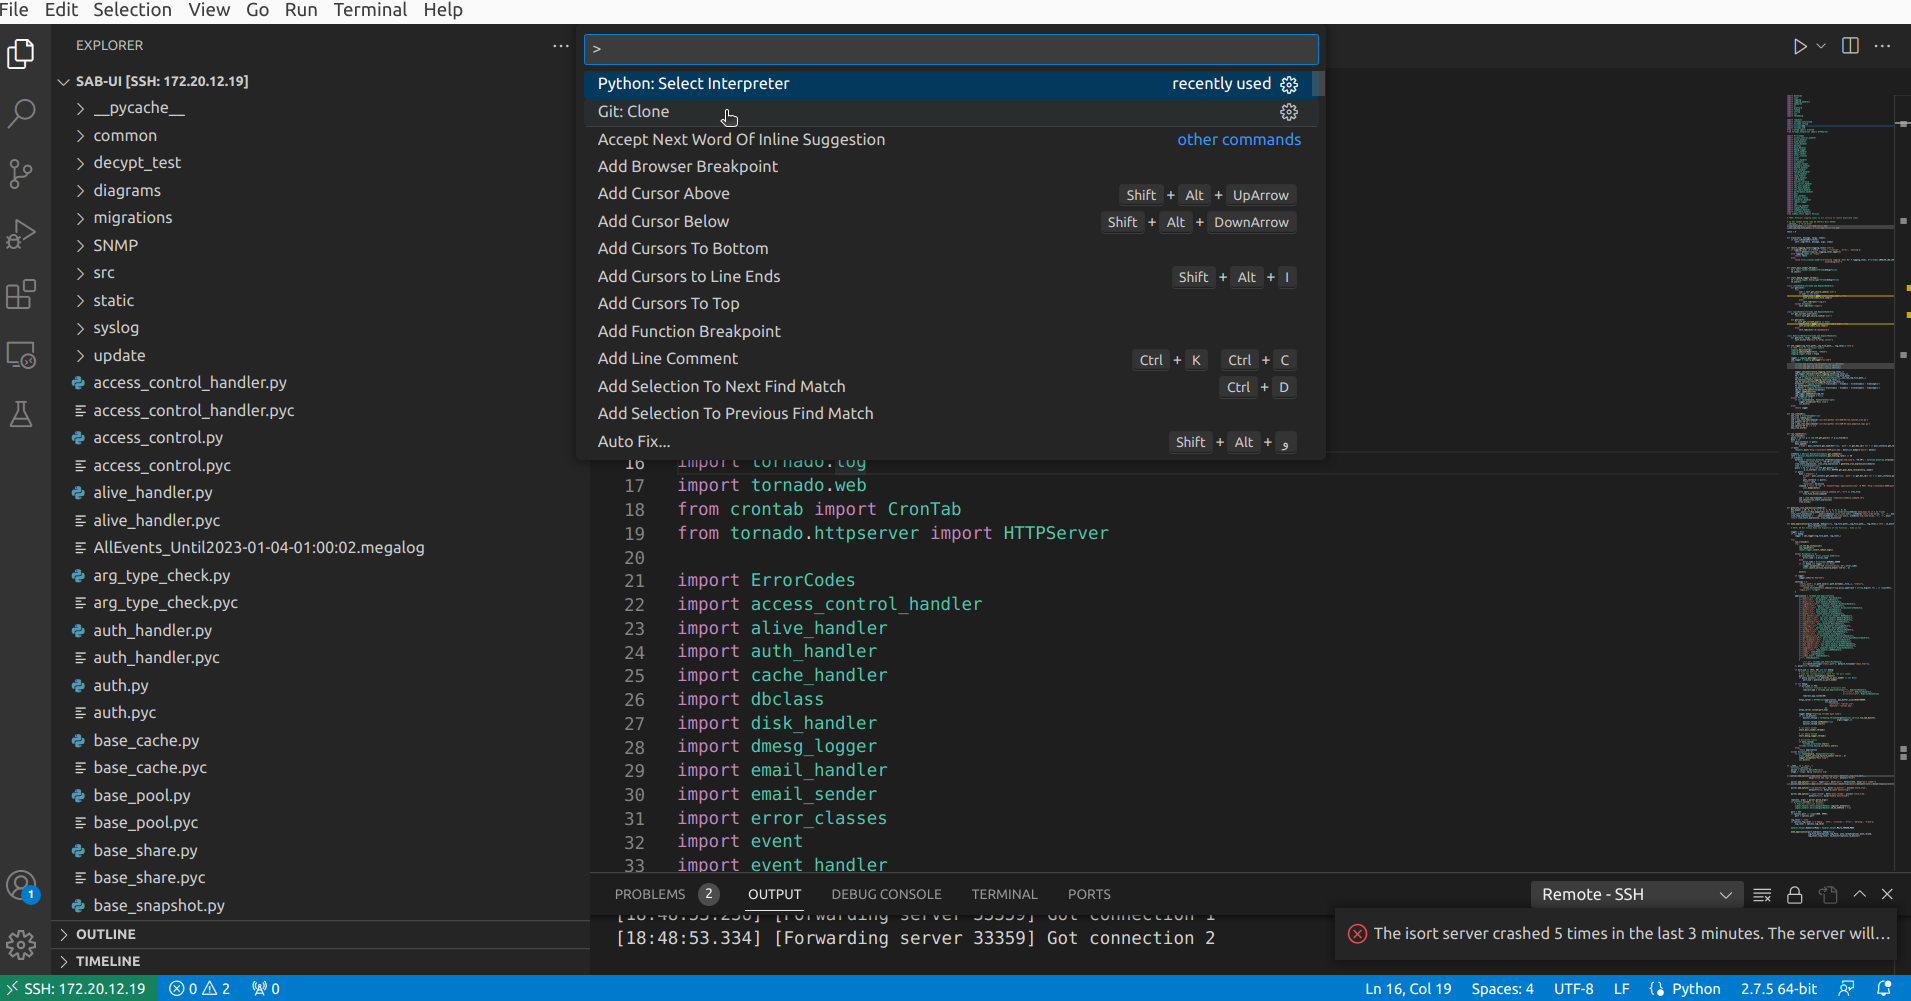 File Edit Selection View Go Run Terminal Help
EXPLORER
SAB-UI [SSH: 172.20.12.19]
__pycache__
common
decypt_test
diagrams
migrations
SNMP
src
static
syslog
update
access_control_handler.py
access_control_handler.pyc
access_control.py
access_control.pyc
alive_handler.py
alive_handler.pyc
AllEvents_Until2023-01-04-01:00:02.megalog
arg_type_check.py
arg_type_check.pyc
auth_handler.py
auth_handler.pyc
auth.py
auth.pyc
base_cache.py
base_cache.pyc
base_pool.py
base_pool.pyc
base_share.py
base_share.pyc
base_snapshot.py
OUTLINE
TIMELINE
>
Python: Select Interpreter recently used
Git: Clone
Accept Next Word Of Inline Suggestion other commands
Add Browser Breakpoint
Add Cursor Above Shift + Alt + UpArrow
Add Cursor Below Shift + Alt + DownArrow
Add Cursors To Bottom
Add Cursors to Line Ends Shift + Alt + I
Add Cursors To Top
Add Function Breakpoint
Add Line Comment Ctrl + K Ctrl + C
Add Selection To Next Find Match Ctrl + D
Add Selection To Previous Find Match
Auto Fix... Shift + Alt + و
16 import tornado.log
17 import tornado.web
18 from crontab import CronTab
19 from tornado.httpserver import HTTPServer
20
21 import ErrorCodes
22 import access_control_handler
23 import alive_handler
24 import auth_handler
25 import cache_handler
26 import dbclass
27 import disk_handler
28 import dmesg_logger
29 import email_handler
30 import email_sender
31 import error_classes
32 import event
33 import event_handler
PROBLEMS 2 OUTPUT DEBUG CONSOLE TERMINAL PORTS Remote - SSH
[18:48:53.236] [Forwarding server 33359] Got connection 1
[18:48:53.334] [Forwarding server 33359] Got connection 2
The isort server crashed 5 times in the last 3 minutes. The server will...
1
SSH: 172.20.12.19 0 2 0 Ln 16, Col 19 Spaces: 4 UTF-8 LF Python 2.7.5 64-bit